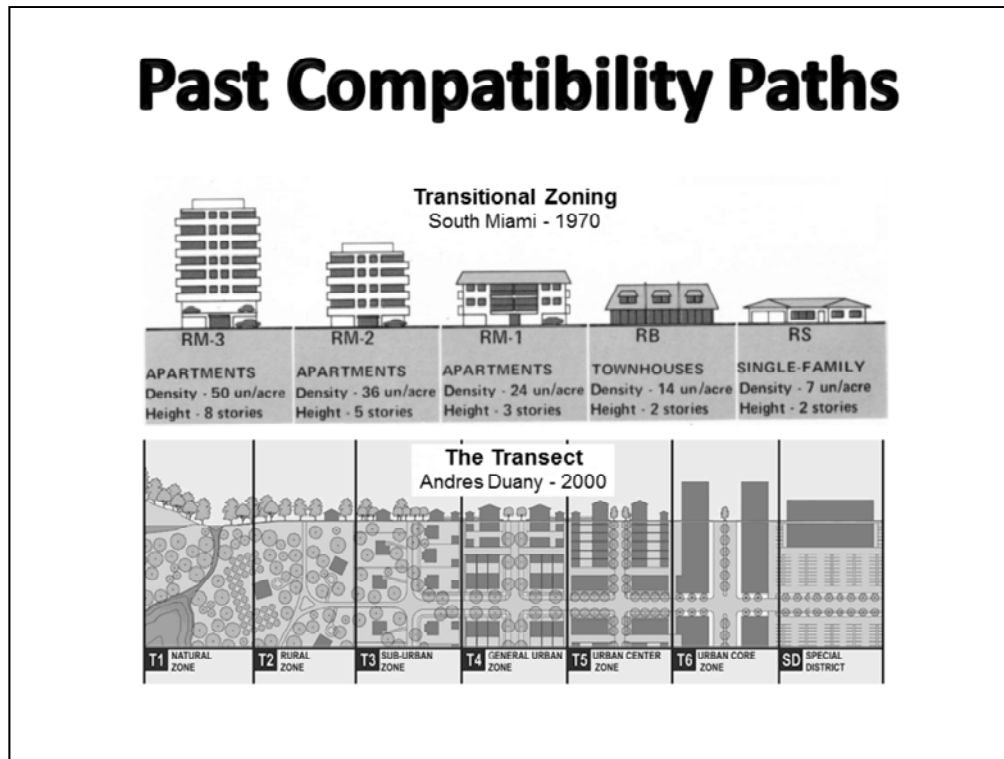 Past Compatibility Paths
Transitional Zoning
South Miami - 1970
RM-3
APARTMENTS
Density - 50 un/acre
Height - 8 stories
RM-2
APARTMENTS
Density - 36 un/acre
Height - 5 stories
RM-1
APARTMENTS
Density - 24 un/acre
Height - 3 stories
RB
TOWNHOUSES
Density - 14 un/acre
Height - 2 stories
RS
SINGLE-FAMILY
Density - 7 un/acre
Height - 2 stories
The Transect
Andres Duany - 2000
T1 NATURAL
ZONE
T2 RURAL
ZONE
T3 SUB-URBAN
ZONE
T4 GENERAL URBAN
ZONE
T5 URBAN CENTER
ZONE
T6 URBAN CORE
ZONE
SD SPECIAL
DISTRICT